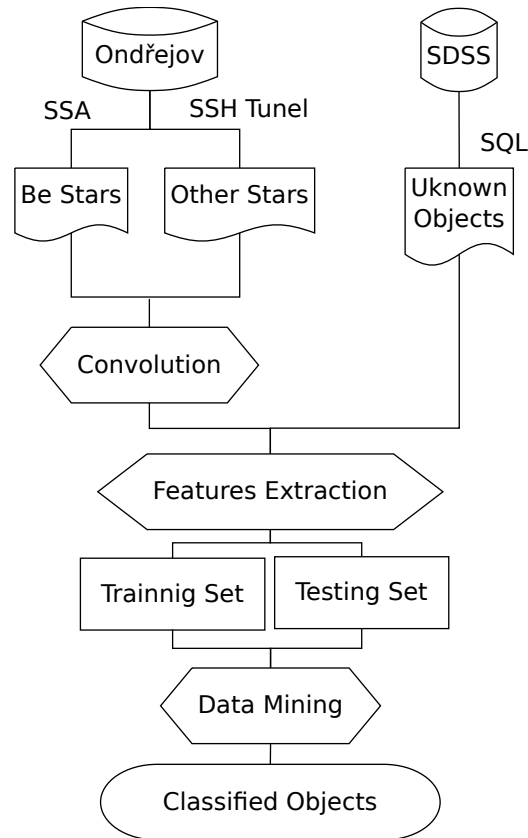 Ondřejov
SDSS
SSA
SSH Tunel
SQL
Be Stars
Other Stars
Uknown
Objects
Convolution
Features Extraction
Trainnig Set
Testing Set
Data Mining
Classified Objects